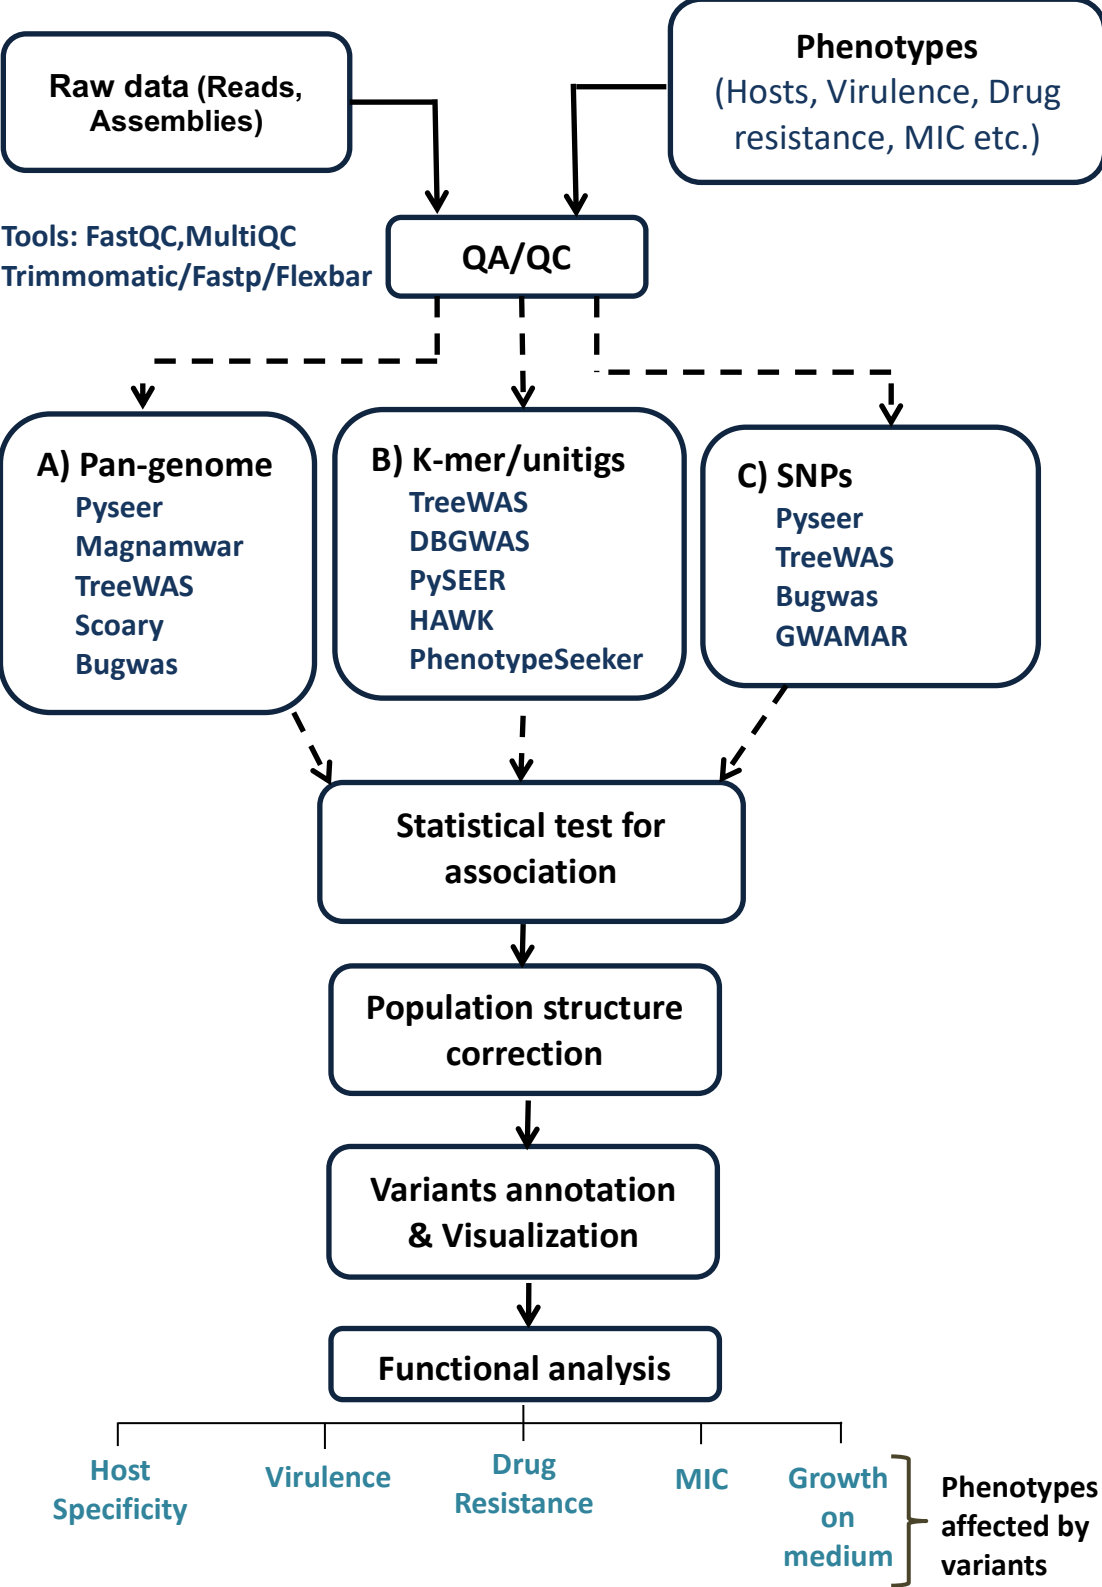 Raw data (Reads,
Assemblies)
Phenotypes
(Hosts, Virulence, Drug
resistance, MIC etc.)
Tools: FastQC,MultiQC
Trimmomatic/Fastp/Flexbar
QA/QC
A) Pan-genome
Pyseer
Magnamwar
TreeWAS
Scoary
Bugwas
B) K-mer/unitigs
TreeWAS
DBGWAS
PySEER
HAWK
PhenotypeSeeker
C) SNPs
Pyseer
TreeWAS
Bugwas
GWAMAR
Statistical test for
association
Population structure
correction
Variants annotation
& Visualization
Functional analysis
Host
Specificity
Virulence
Drug
Resistance
MIC
Growth
on
medium
Phenotypes
affected by
variants